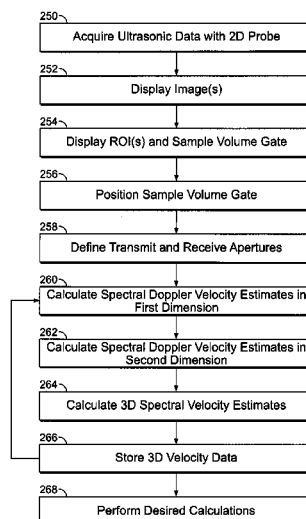 250
Acquire Ultrasonic Data with 2D Probe
252
Display Image(s)
254
Display ROI(s) and Sample Volume Gate
256
Position Sample Volume Gate
258
Define Transmit and Receive Apertures
260
Calculate Spectral Doppler Velocity Estimates in
First Dimension
262
Calculate Spectral Doppler Velocity Estimates in
Second Dimension
264
Calculate 3D Spectral Velocity Estimates
266
Store 3D Velocity Data
268
Perform Desired Calculations